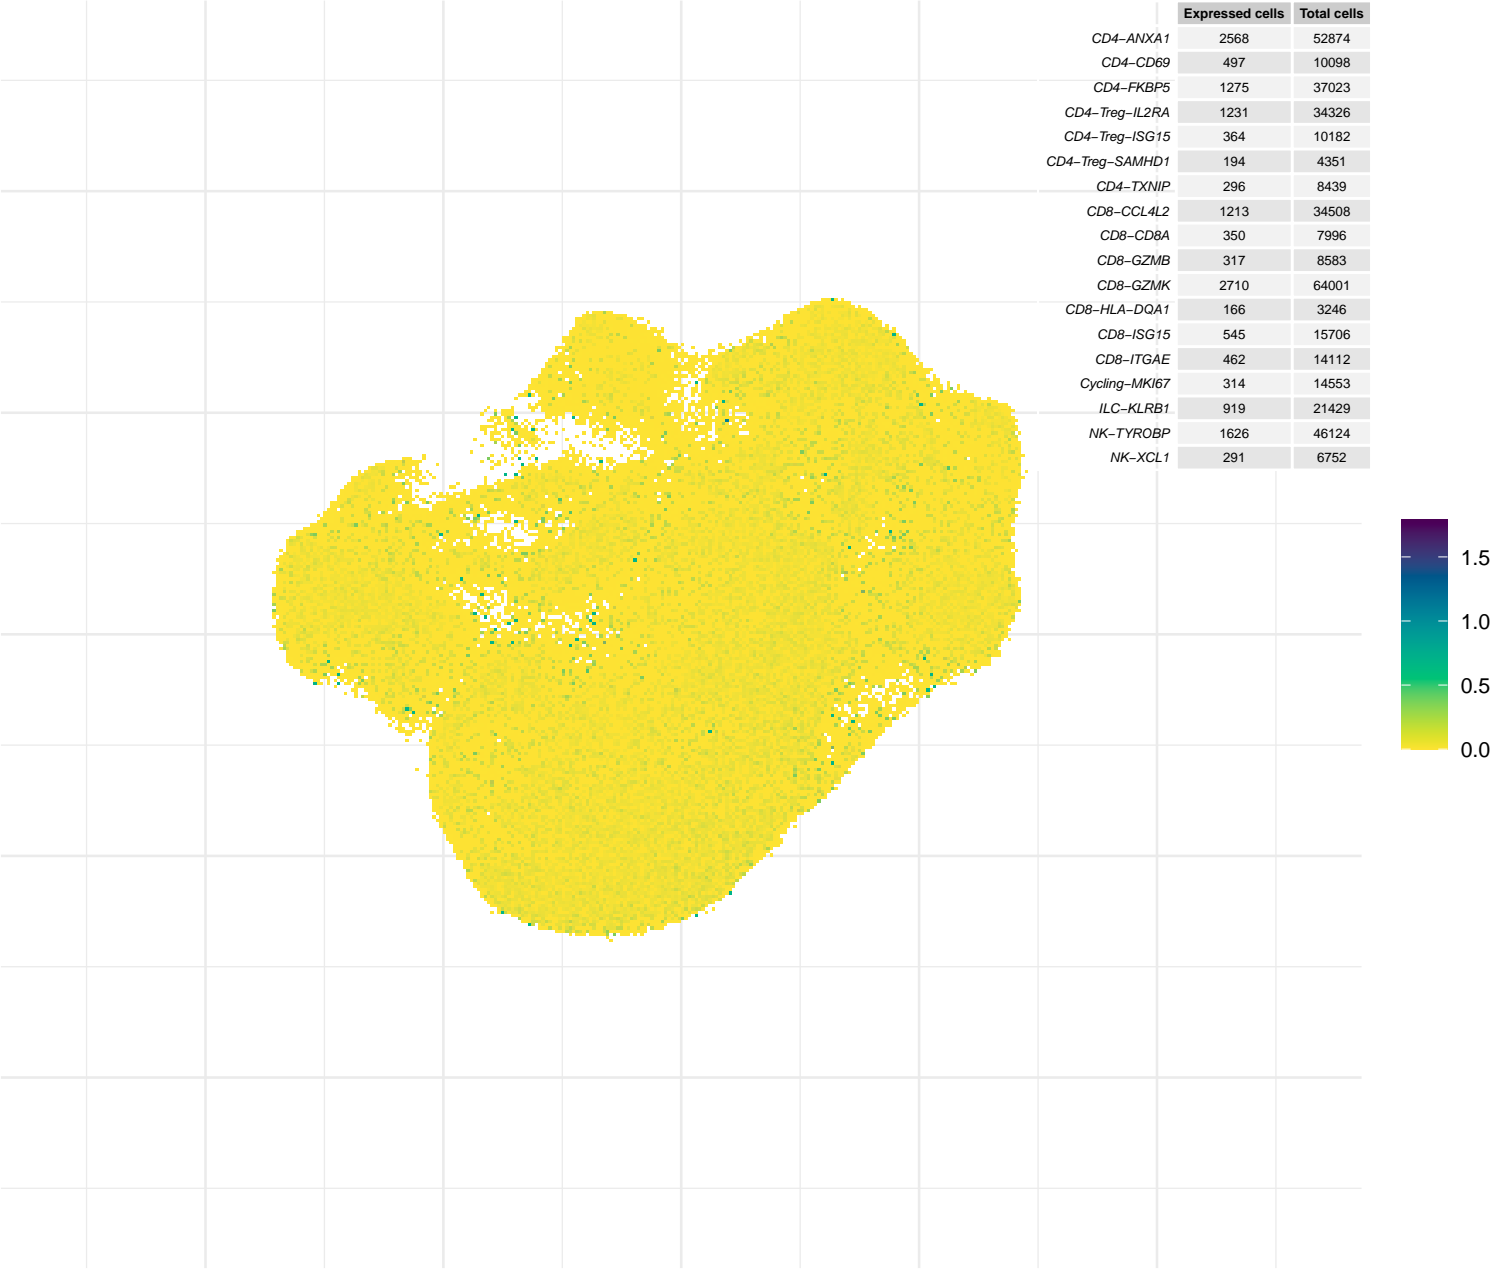 Expressed cells Total cells
CD4−ANXA1 2568 52874
CD4−CD69 497 10098
CD4−FKBP5 1275 37023
CD4−Treg−IL2RA 1231 34326
CD4−Treg−ISG15 364 10182
CD4−Treg−SAMHD1 194 4351
CD4−TXNIP 296 8439
CD8−CCL4L2 1213 34508
CD8−CD8A 350 7996
CD8−GZMB 317 8583
CD8−GZMK 2710 64001
CD8−HLA−DQA1 166 3246
CD8−ISG15 545 15706
CD8−ITGAE 462 14112
Cycling−MKI67 314 14553
ILC−KLRB1 919 21429
NK−TYROBP 1626 46124
NK−XCL1 291 6752
1.5
1.0
0.5
0.0